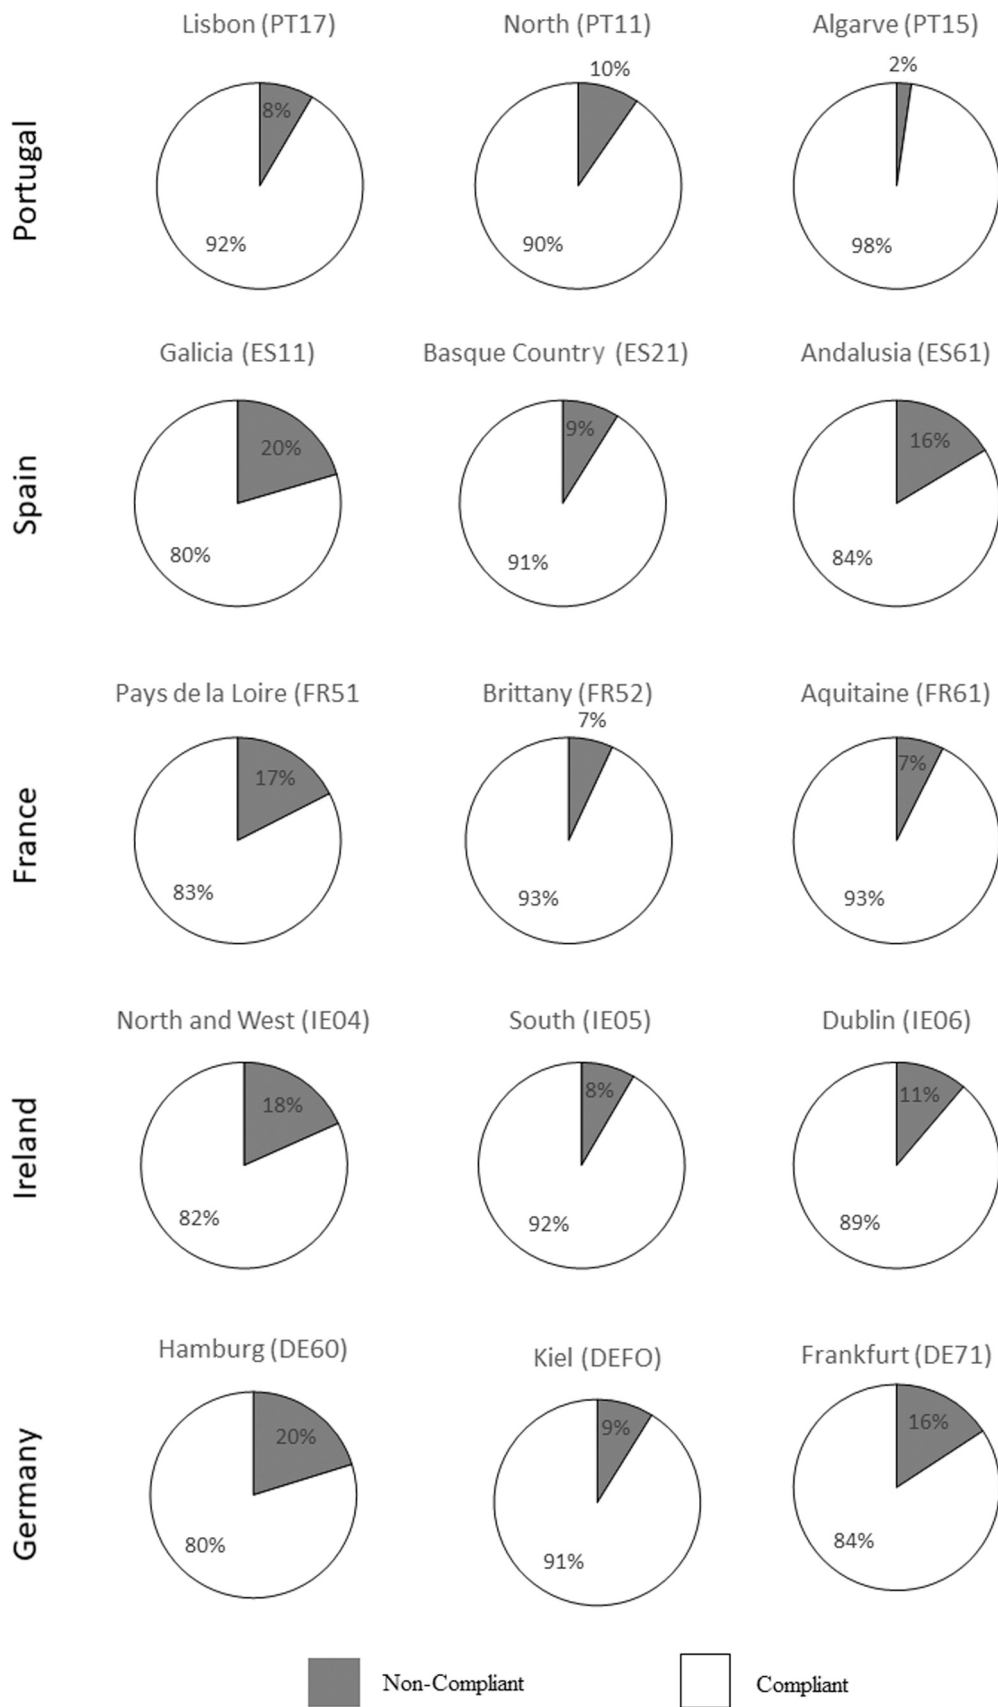 Lisbon (PT17)
North (PT11)
Algarve (PT15)
Portugal
8%
92%
10%
90%
2%
98%
Galicia (ES11)
Basque Country (ES21)
Andalusia (ES61)
Spain
20%
80%
9%
91%
16%
84%
Pays de la Loire (FR51
Brittany (FR52)
Aquitaine (FR61)
France
17%
83%
7%
93%
7%
93%
North and West (IE04)
South (IE05)
Dublin (IE06)
Ireland
18%
82%
8%
92%
11%
89%
Hamburg (DE60)
Kiel (DEFO)
Frankfurt (DE71)
Germany
20%
80%
9%
91%
16%
84%
Non-Compliant
Compliant